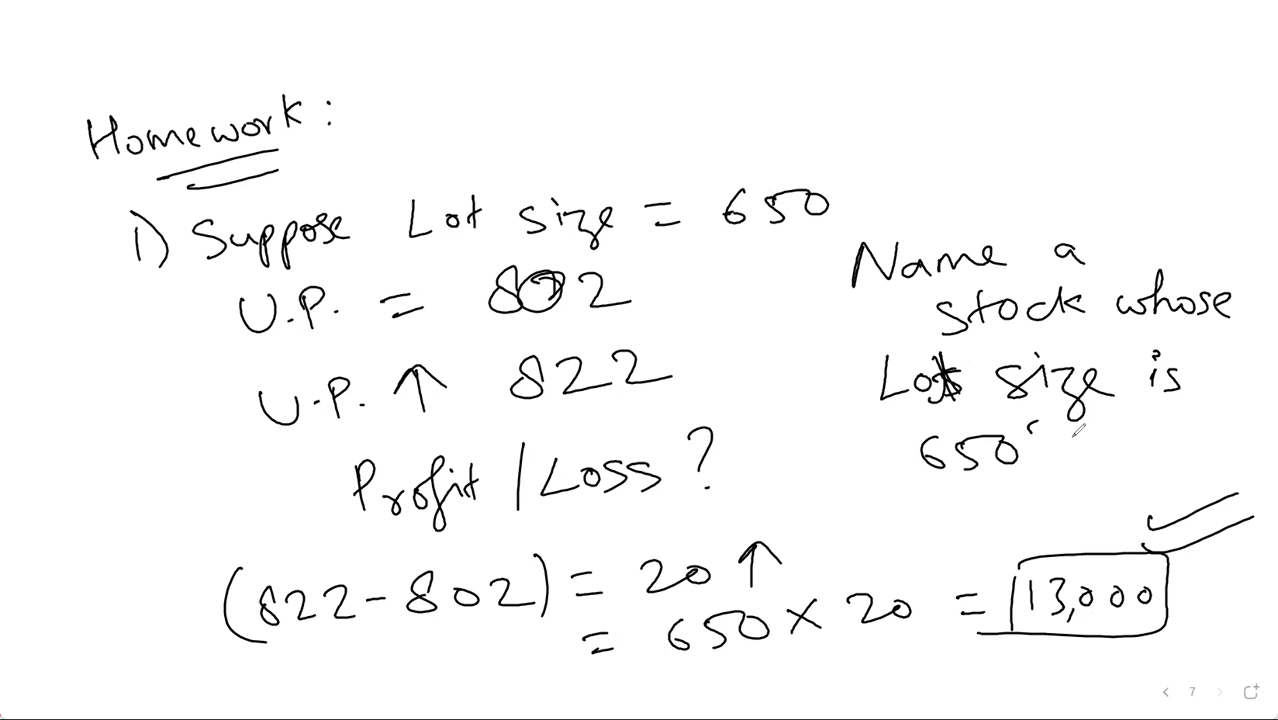 Homework:
1) Suppose Lot size = 650
U.P. = 802
U.P. ↑ 822
Profit / Loss ?
(822 - 802) = 20 ↑
= 650 × 20 = 13,000
Name a
stock whose
Lot size is
650
7